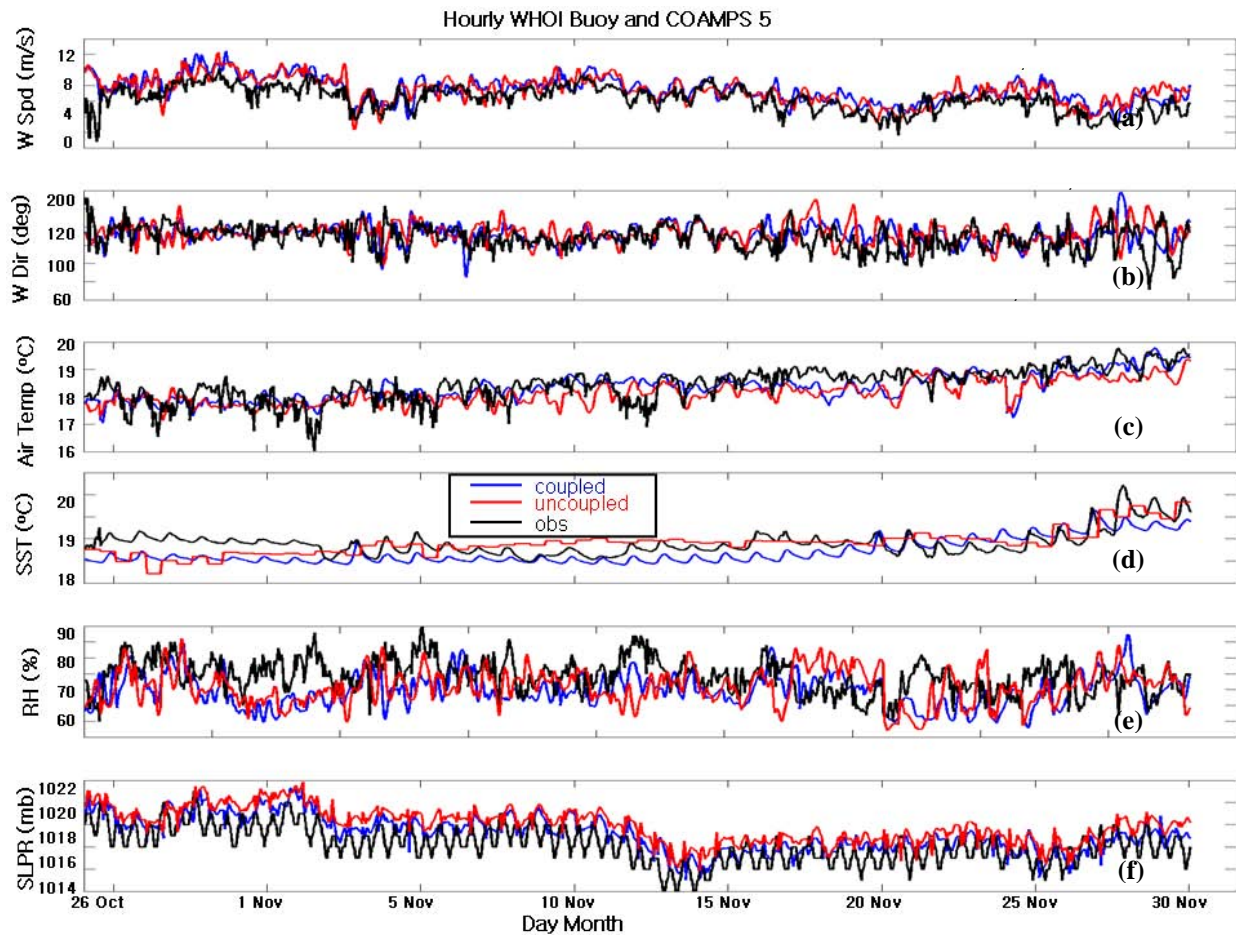 Hourly WHOI Buoy and COAMPS 5
W Spd (m/s)
12
8
4
0
(a)
W Dir (deg)
200
120
100
60
(b)
Air Temp (ºC)
20
19
18
16
(c)
SST (ºC)
20
19
18
coupled
uncoupled
obs
(d)
RH (%)
90
80
70
60
(e)
SLPR (mb)
1022
1020
1018
1016
1014
(f)
26 Oct 1 Nov 5 Nov 10 Nov 15 Nov 20 Nov 25 Nov 30 Nov
Day Month